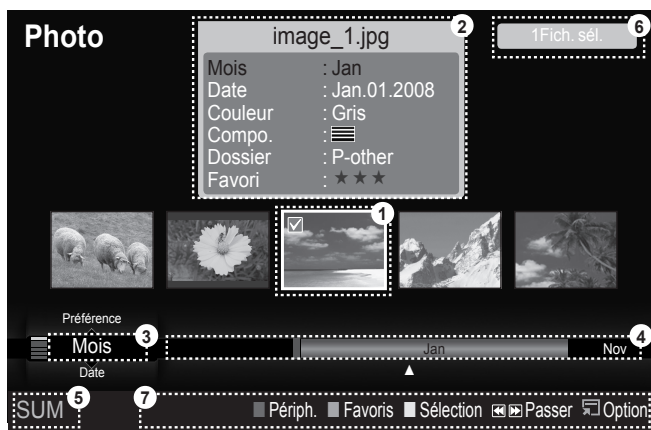 Photo
image_1.jpg
2
1Fich. sél.
6
Mois : Jan
Date : Jan.01.2008
Couleur : Gris
Compo. :
Dossier : P-other
Favori : ★★★
1
Préférence
Mois
3
Jan
Nov
4
Date
SUM
5
7
Périph. Favoris Sélection Passer Option